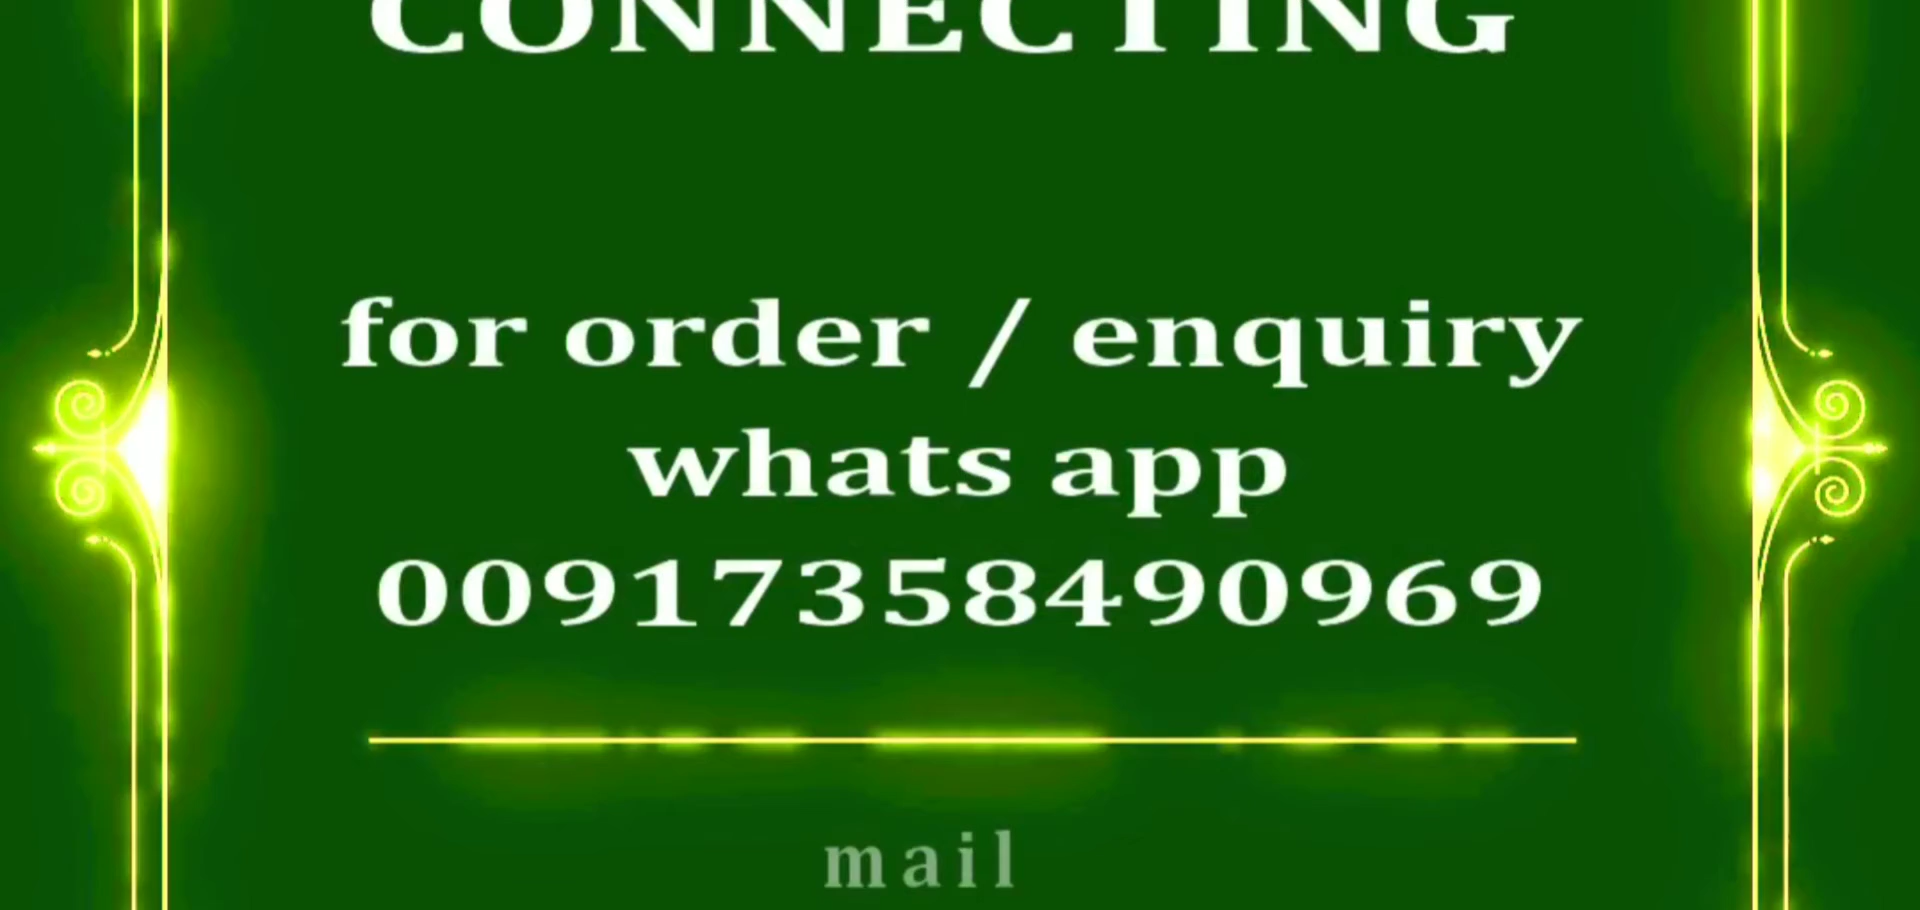 CONNECTING
for order / enquiry
whats app
00917358490969
mail